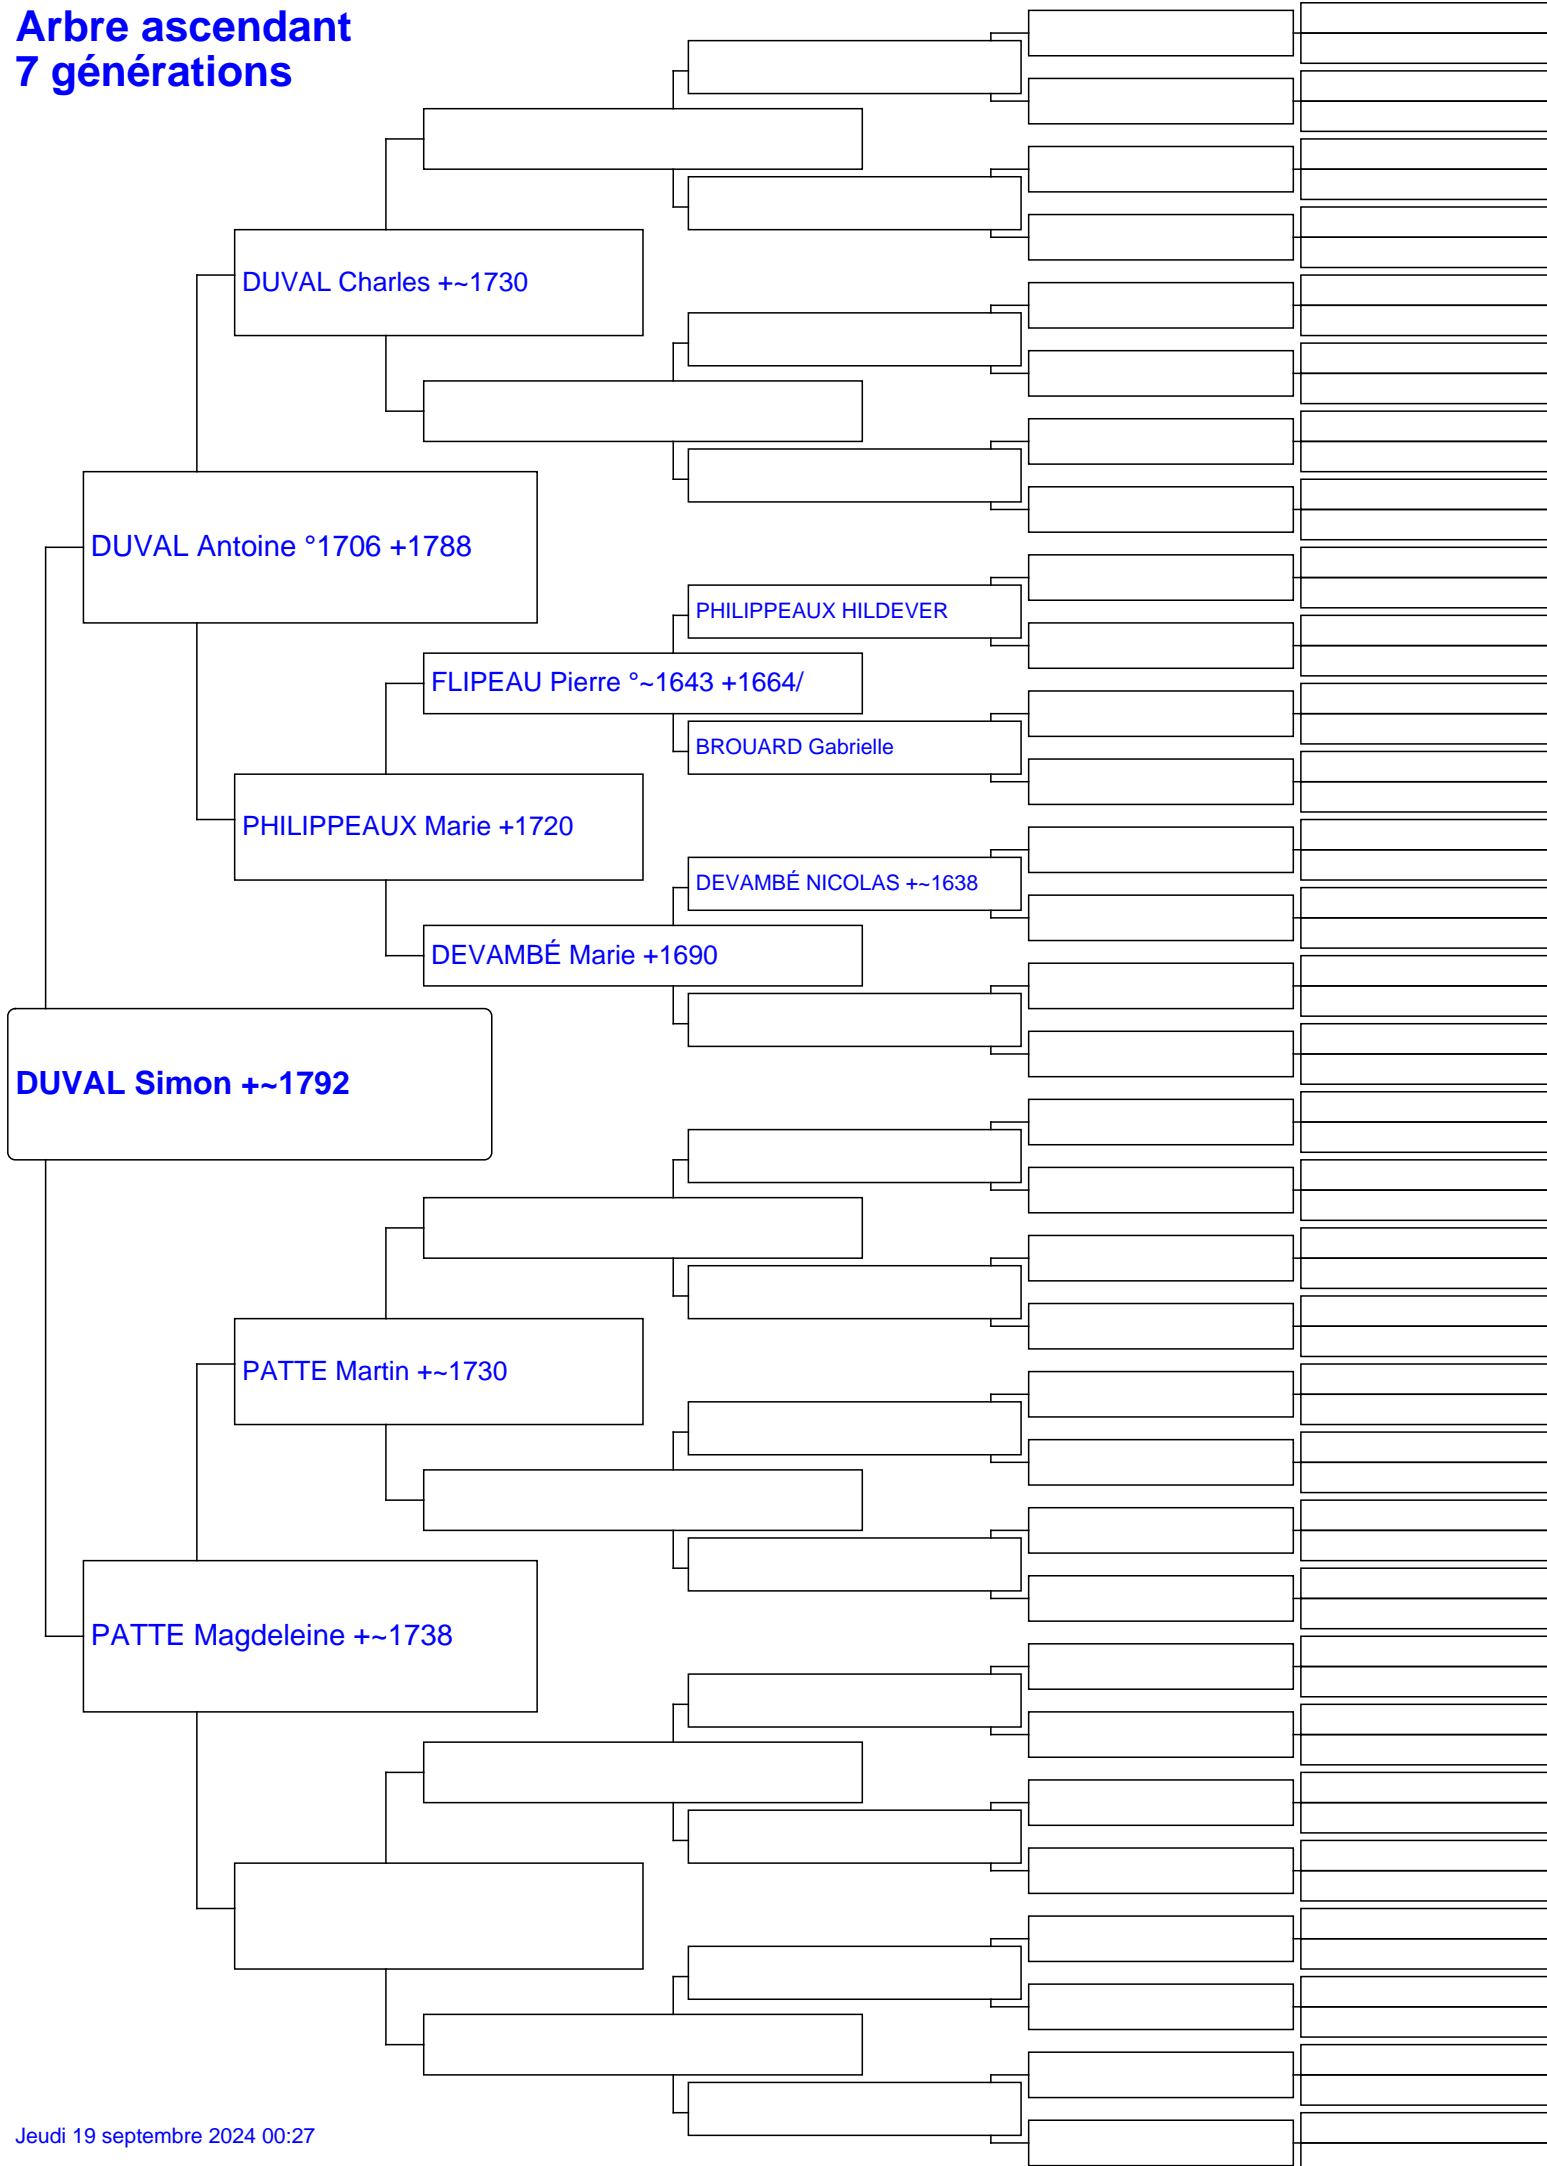 Arbre ascendant
7 générations
DUVAL Charles +~1730
DUVAL Antoine °1706 +1788
PHILIPPEAUX HILDEVER
FLIPEAU Pierre °~1643 +1664/
BROUARD Gabrielle
PHILIPPEAUX Marie +1720
DEVAMBÉ NICOLAS +~1638
DEVAMBÉ Marie +1690
DUVAL Simon +~1792
PATTE Martin +~1730
PATTE Magdeleine +~1738
Jeudi 19 septembre 2024 00:27